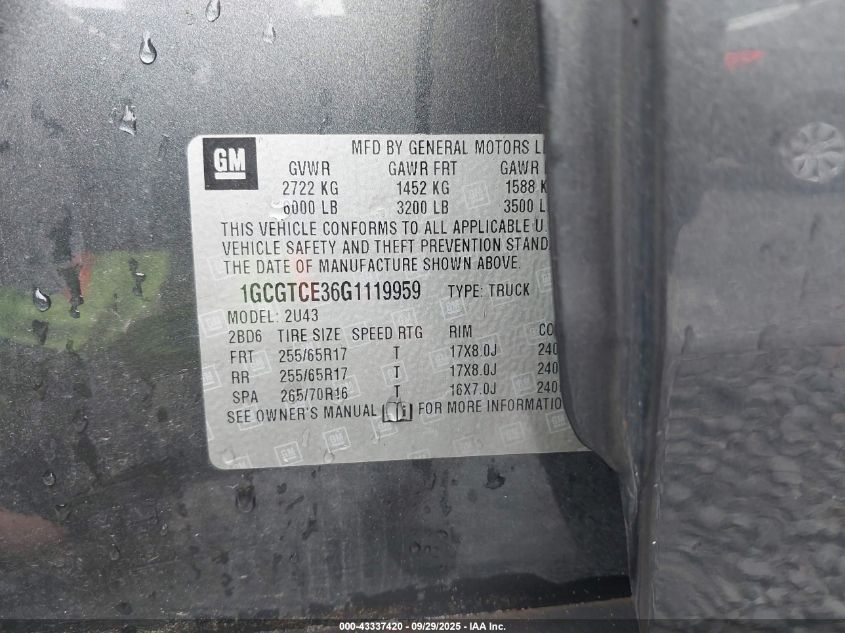 GM
MFD BY GENERAL MOTORS
GVWR GAWR FRT GAWR
2722 KG 1452 KG 1588
6000 LB 3200 LB 3500
THIS VEHICLE CONFORMS TO ALL APPLICABLE U.
VEHICLE SAFETY AND THEFT PREVENTION STAND
THE DATE OF MANUFACTURE SHOWN ABOVE.
1GCGTCE36G1119959 TYPE: TRUCK
MODEL: 2U43
2BD6 TIRE SIZE SPEED RTG RIM CO
FRT 255/65R17 T 17X8.0J 240
RR 255/65R17 T 17X8.0J 240
SPA 265/70R16 T 16X7.0J 240
SEE OWNER'S MANUAL FOR MORE INFORMATIO
000-43337420 - 09/29/2025 - IAA Inc.